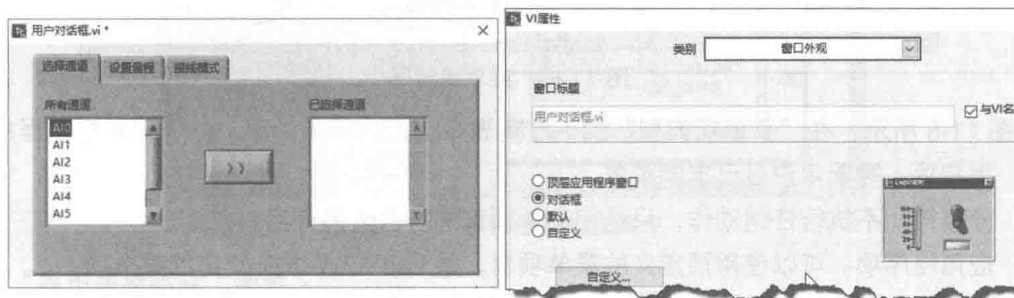 用户对话框.vi *
选择通道
设置量程
接线模式
所有通道
已选择通道
AI0
AI1
AI2
AI3
AI4
AI5
>>
VI属性
类别
窗口外观
窗口标题
用户对话框.vi
与VI名
顶层应用程序窗口
对话框
默认
自定义
自定义...